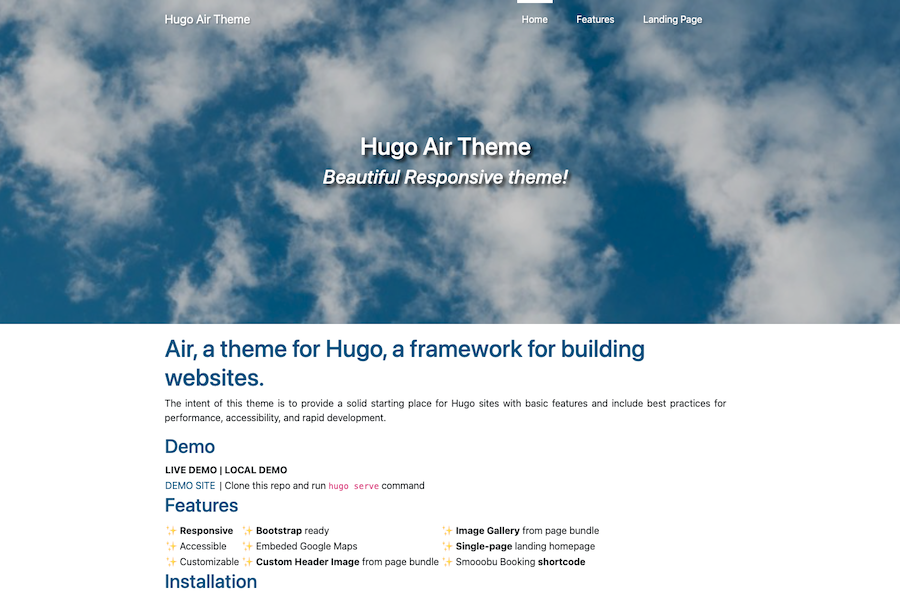 Hugo Air Theme
Home Features Landing Page
Hugo Air Theme
Beautiful Responsive theme!
Air, a theme for Hugo, a framework for building
websites.
The intent of this theme is to provide a solid starting place for Hugo sites with basic features and include best practices for
performance, accessibility, and rapid development.
Demo
LIVE DEMO | LOCAL DEMO
DEMO SITE | Clone this repo and run hugo serve command
Features
✨ Responsive ✨ Bootstrap ready ✨ Image Gallery from page bundle
✨ Accessible ✨ Embeded Google Maps ✨ Single-page landing homepage
✨ Customizable ✨ Custom Header Image from page bundle ✨ Smooobu Booking shortcode
Installation